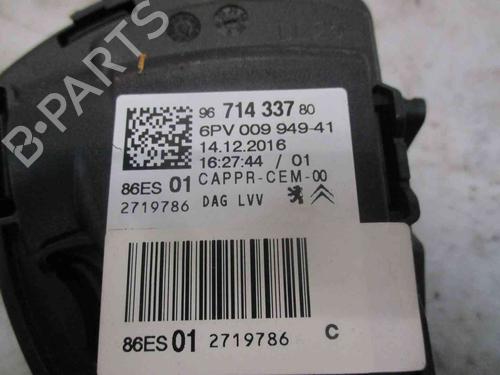 96 714 337 80
6PV 009 949-41
14.12.2016
16:27:44 / 01
86ES 01 CAPPR-CEM-00
2719786 DAG LVV
86ES 01 2719786 C
B-PARTS